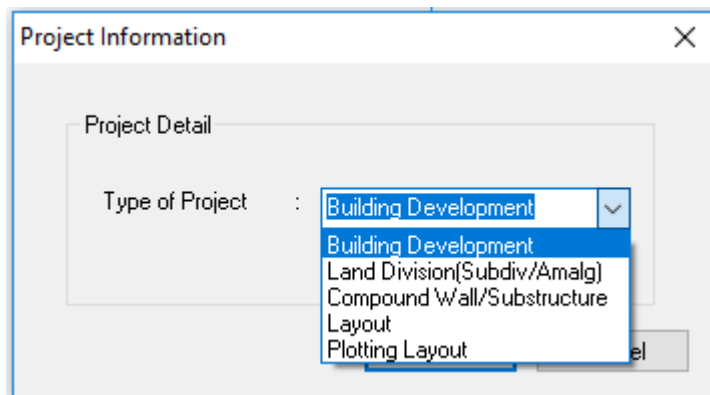 Project Information
Project Detail
Type of Project : Building Development
Building Development
Land Division(Subdiv/Amalg)
Compound Wall/Substructure
Layout
Plotting Layout
el